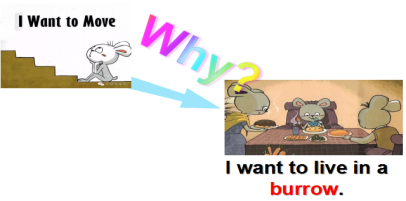 I Want to Move
Why?
I want to live in a
burrow.